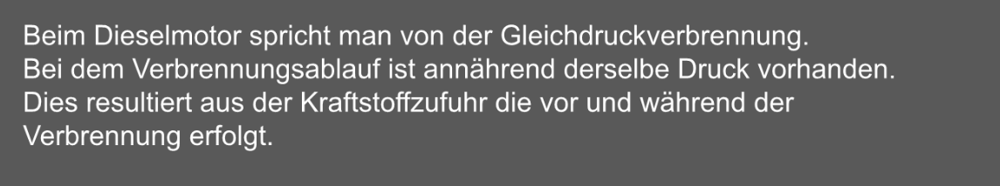 Beim Dieselmotor spricht man von der Gleichdruckverbrennung.
Bei dem Verbrennungsablauf ist annährend derselbe Druck vorhanden.
Dies resultiert aus der Kraftstoffzufuhr die vor und während der
Verbrennung erfolgt.